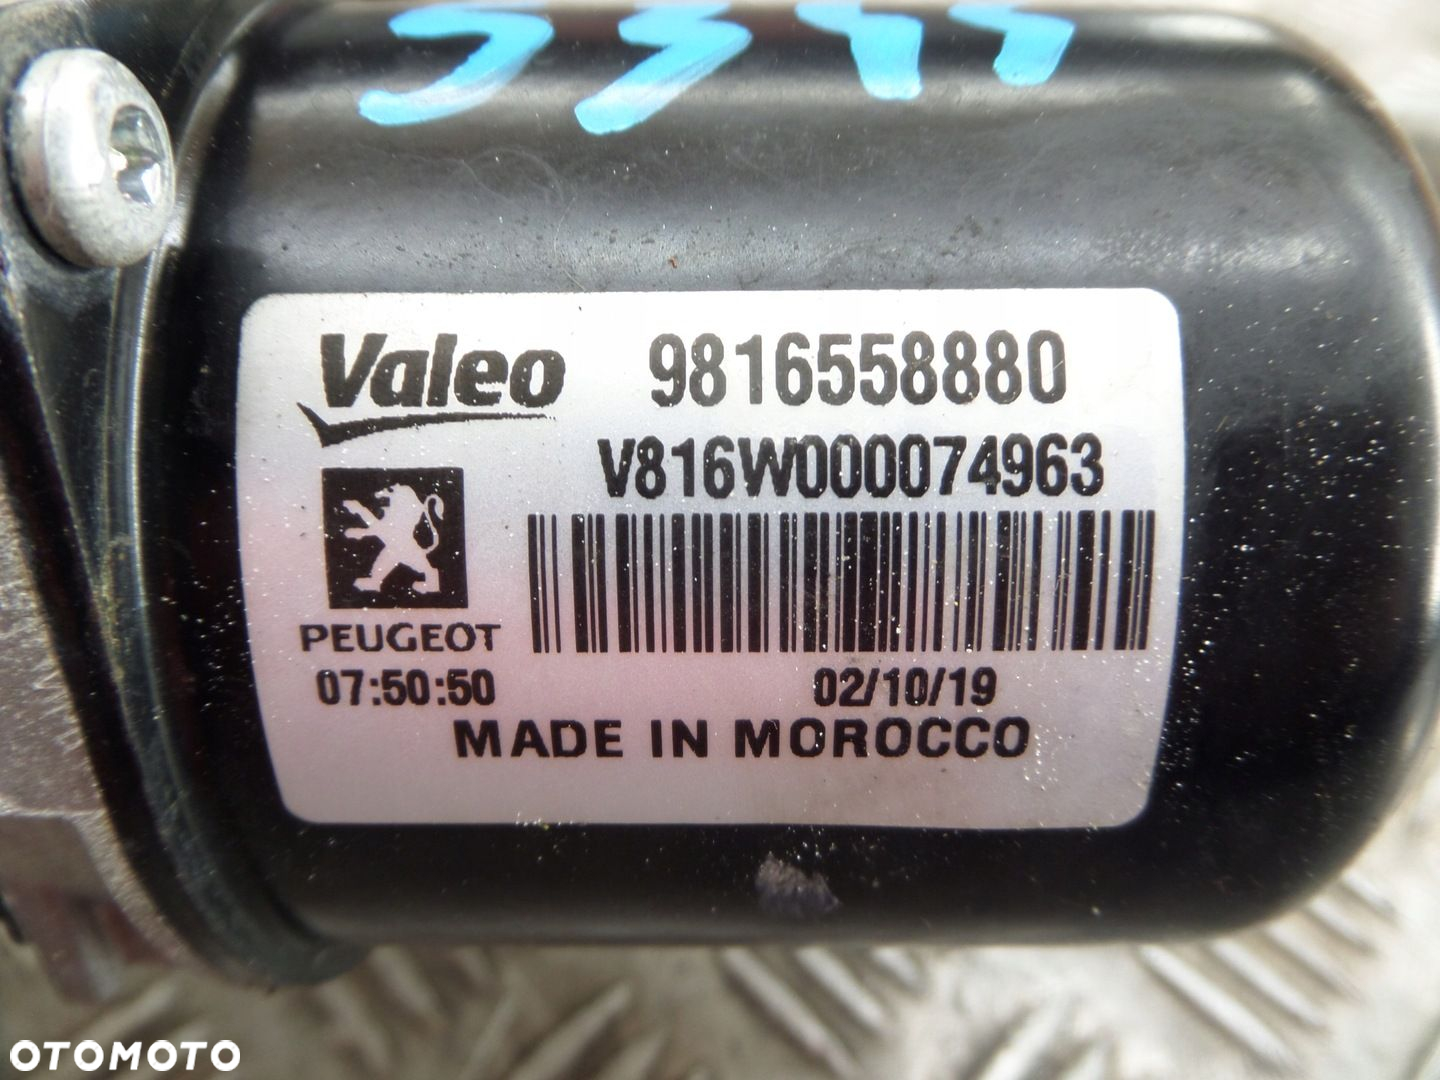 Valeo 9816558880
V816W000074963
PEUGEOT
07:50:50 02/10/19
MADE IN MOROCCO
OTOMOTO